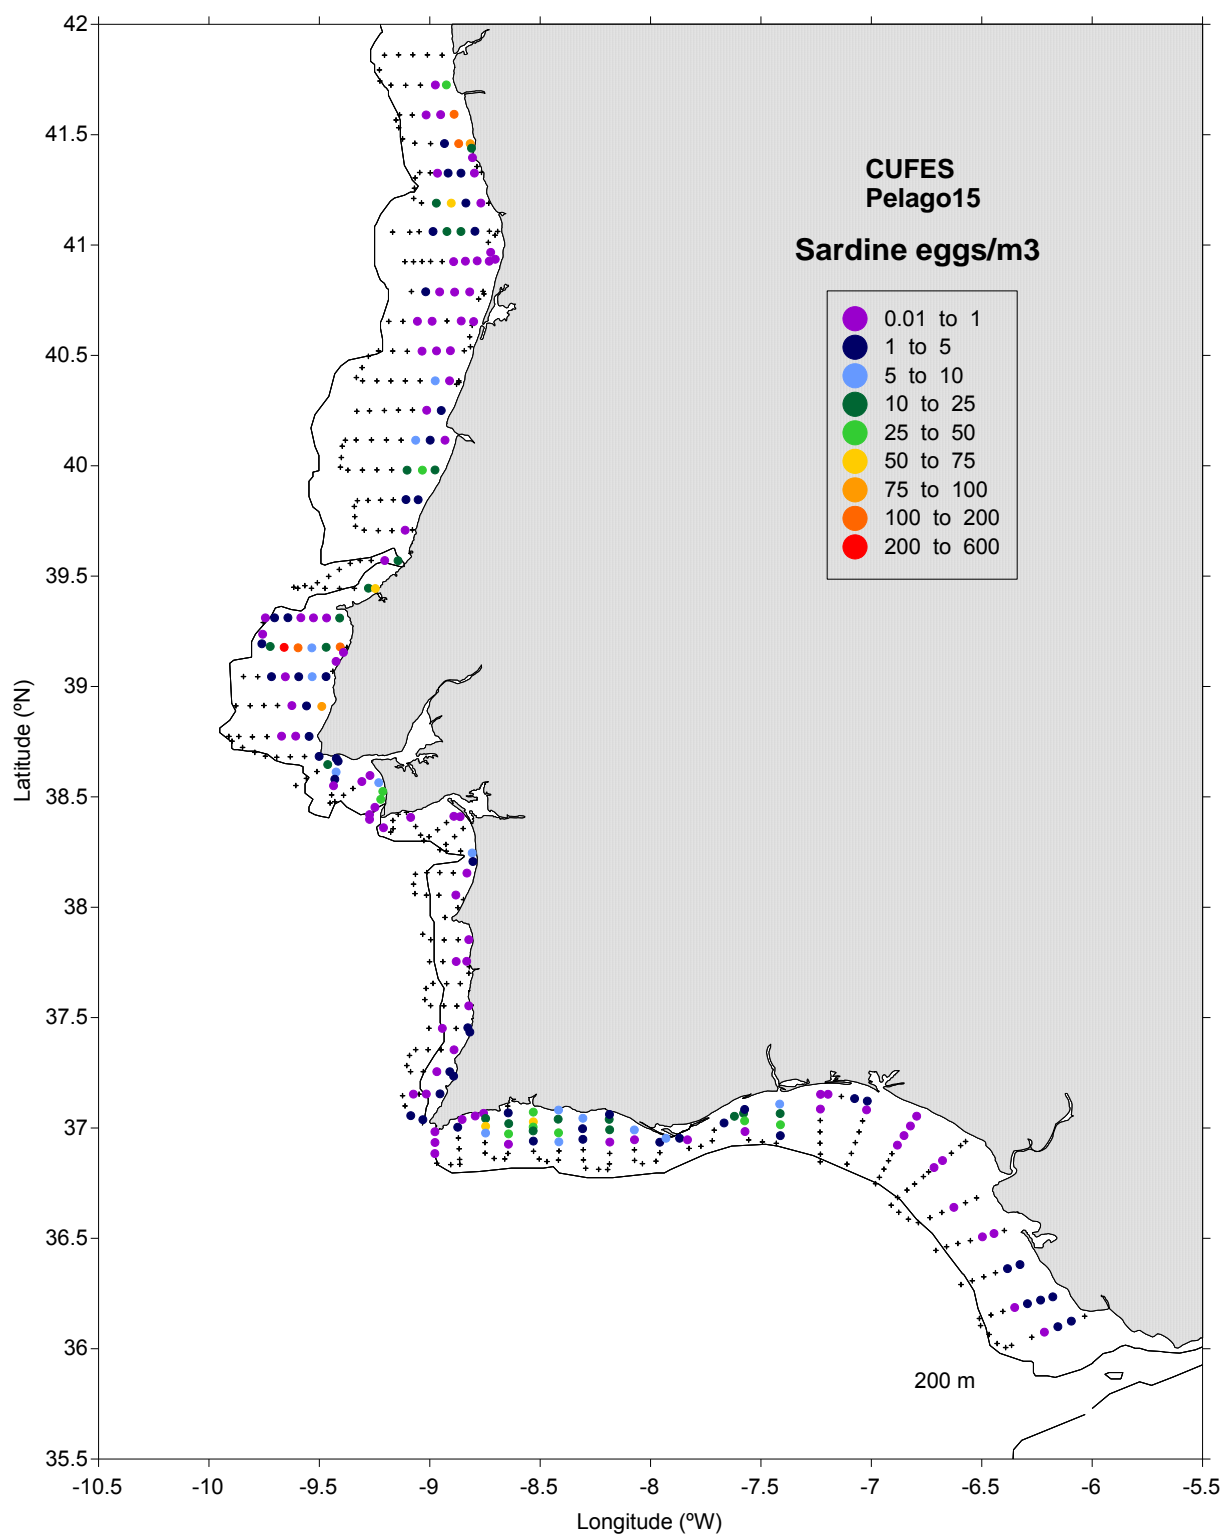 42
41.5
41
40.5
40
39.5
39
38.5
38
37.5
37
36.5
36
35.5
Latitude (ºN)
CUFES
Pelago15
Sardine eggs/m3
0.01 to 1
1 to 5
5 to 10
10 to 25
25 to 50
50 to 75
75 to 100
100 to 200
200 to 600
200 m
-10.5 -10 -9.5 -9 -8.5 -8 -7.5 -7 -6.5 -6 -5.5
Longitude (ºW)